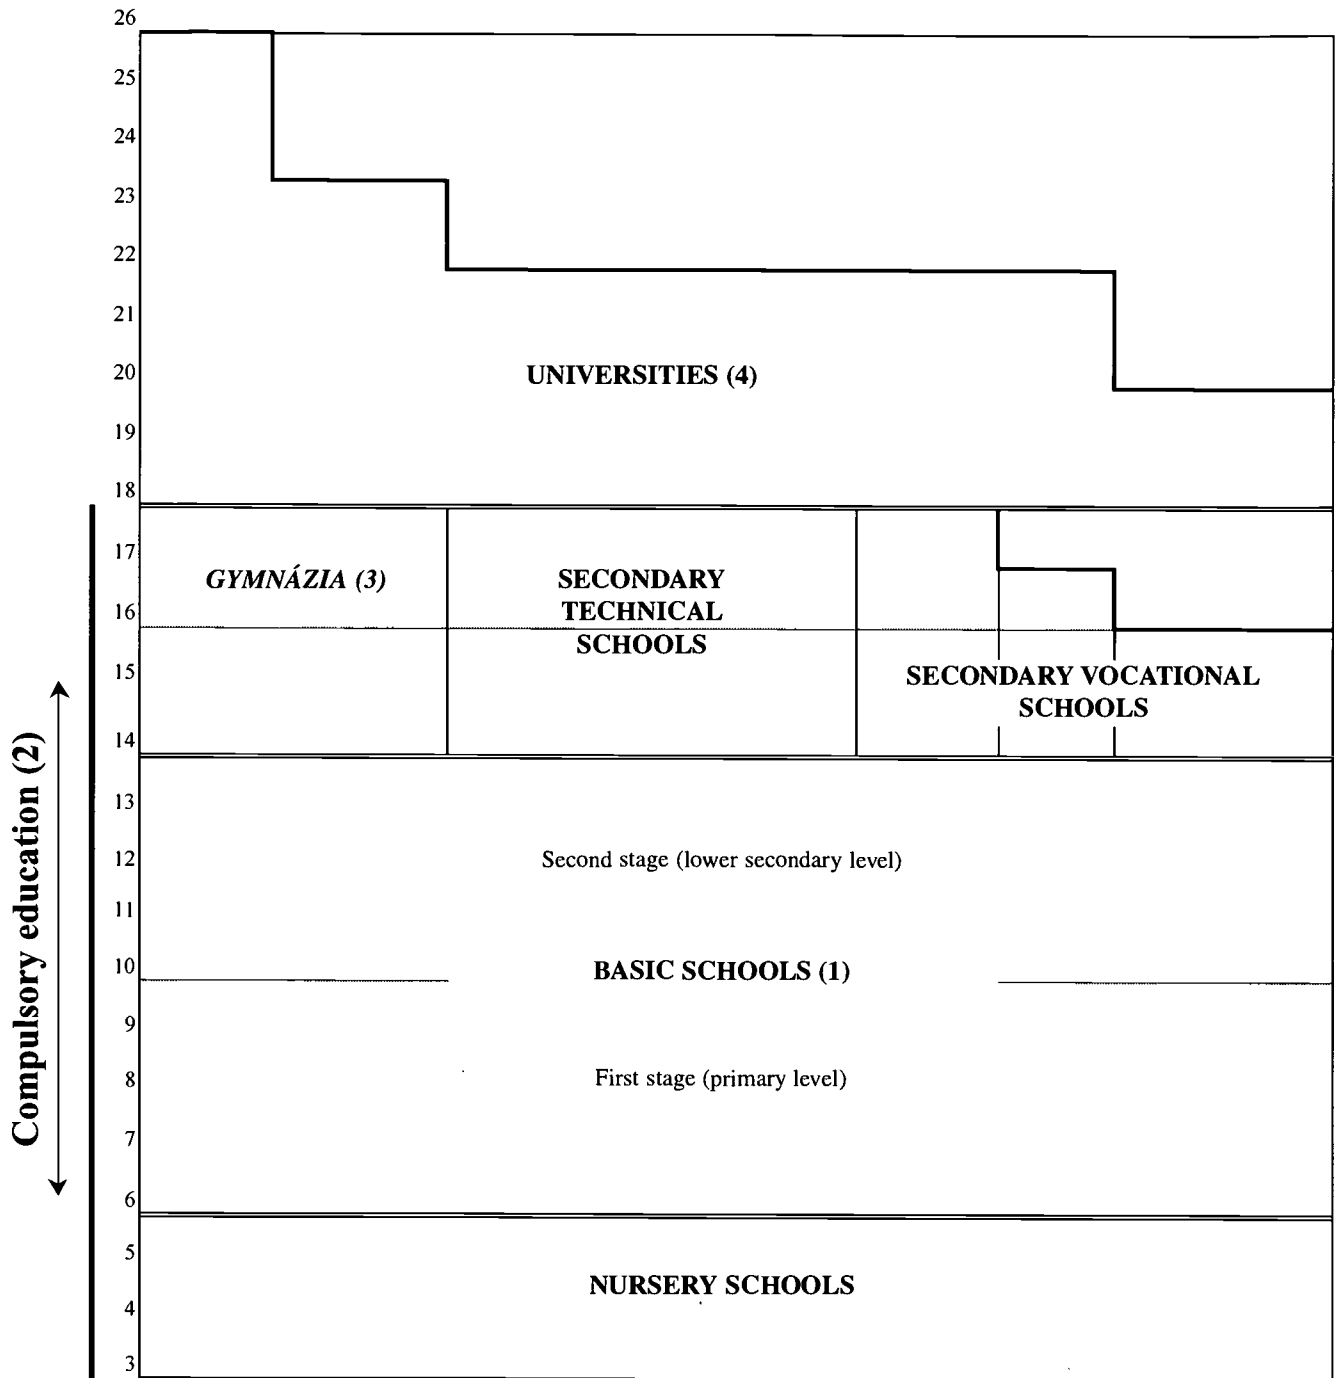 26
25
24
23
22
21
UNIVERSITIES (4)
20
19
18
17
GYMNÁZIA (3)
SECONDARY
TECHNICAL
SCHOOLS
16
15
SECONDARY VOCATIONAL
SCHOOLS
14
Compulsory education (2)
13
Second stage (lower secondary level)
12
11
10
BASIC SCHOOLS (1)
9
First stage (primary level)
8
7
6
5
NURSERY SCHOOLS
4
3